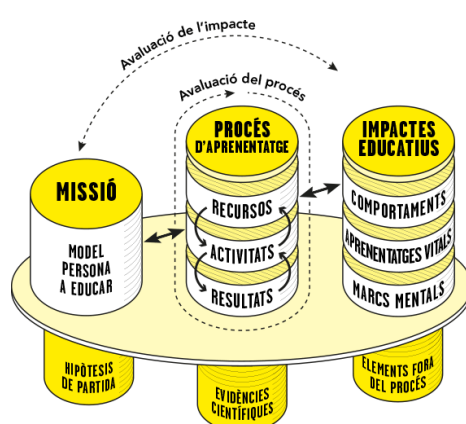 Avaluació de l'impacte
Avaluació del procés
MISSIÓ
MODEL
PERSONA
A EDUCAR
PROCÉS
D'APRENENTATGE
RECURSOS
ACTIVITATS
RESULTATS
IMPACTES
EDUCATIUS
COMPORTAMENTS
APRENENTATGES VITALS
MARCS MENTALS
HIPÒTESIS
DE PARTIDA
EVIDÈNCIES
CIENTÍFIQUES
ELEMENTS FORA
DEL PROCÉS